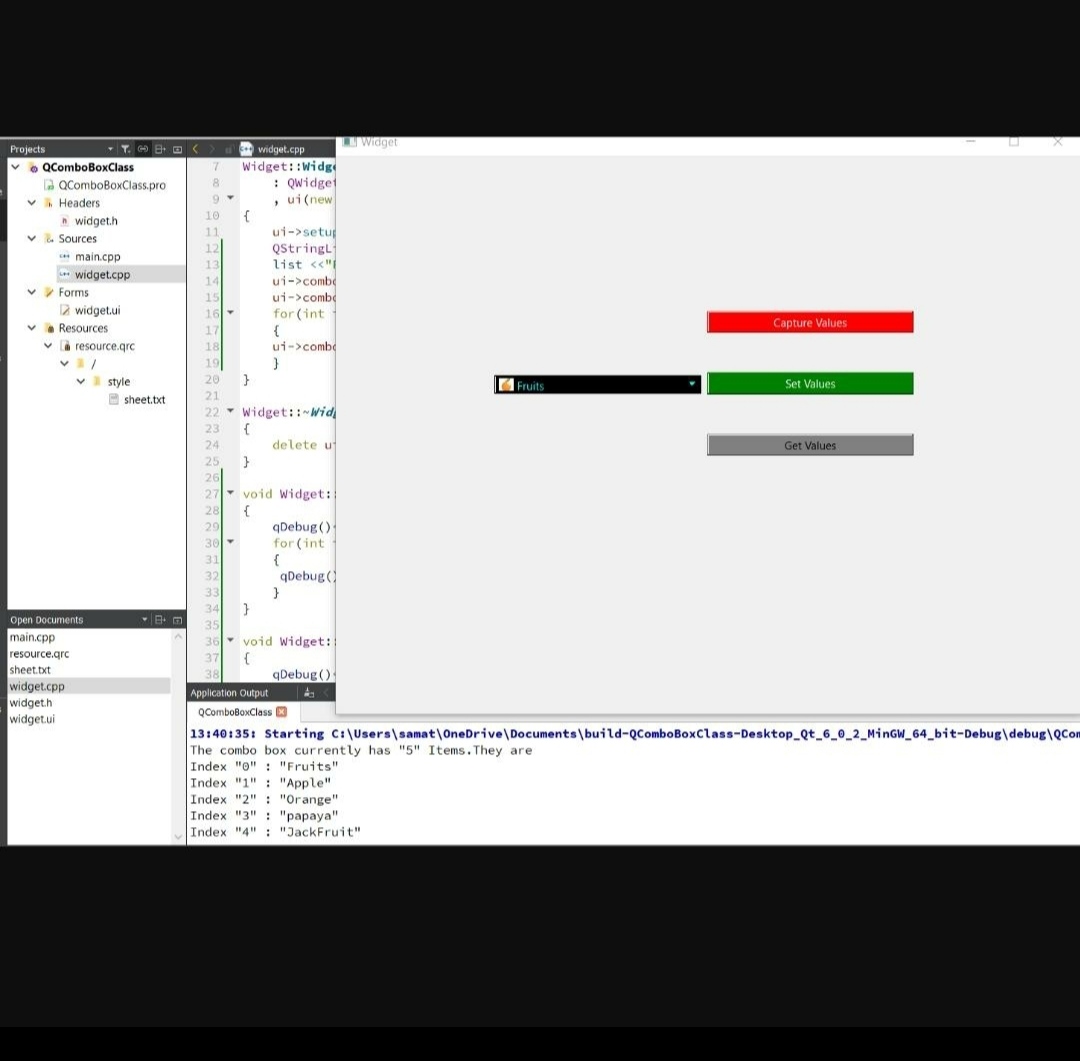 Projects
QComboBoxClass
QComboBoxClass.pro
Headers
widget.h
Sources
main.cpp
widget.cpp
Forms
widget.ui
Resources
resource.qrc
/
style
sheet.txt
Open Documents
main.cpp
resource.qrc
sheet.txt
widget.cpp
widget.h
widget.ui
widget.cpp
7 Widget::Widg
8 : QWidget
9 , ui(new
10 {
11 ui->setu
12 QStringL
13 list <<"
14 ui->comb
15 ui->comb
16 for(int
17 {
18 ui->comb
19 }
20 }
21
22 Widget::~Wid
23 {
24 delete u
25 }
26
27 void Widget::
28 {
29 qDebug()
30 for(int
31 {
32 qDebug()
33 }
34 }
35
36 void Widget::
37 {
38 qDebug()
Widget
Capture Values
Fruits
Set Values
Get Values
Application Output
QComboBoxClass
13:40:35: Starting C:\Users\samat\OneDrive\Documents\build-QComboBoxClass-Desktop_Qt_6_0_2_MinGW_64_bit-Debug\debug\QCom
The combo box currently has "5" Items.They are
Index "0" : "Fruits"
Index "1" : "Apple"
Index "2" : "Orange"
Index "3" : "papaya"
Index "4" : "JackFruit"